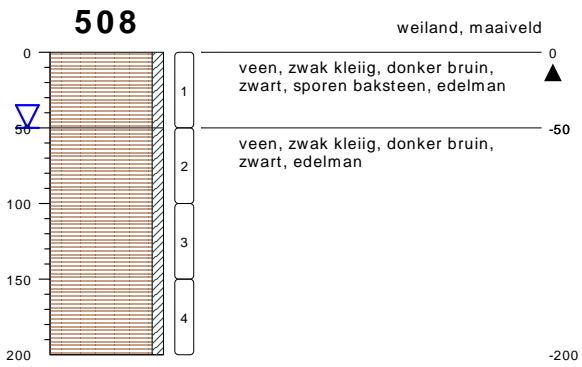 508
weiland, maaiveld
0
0
veen, zwak kleiig, donker bruin,
zwart, sporen baksteen, edelman
1
50
-50
veen, zwak kleiig, donker bruin,
zwart, edelman
2
100
3
150
4
200
-200